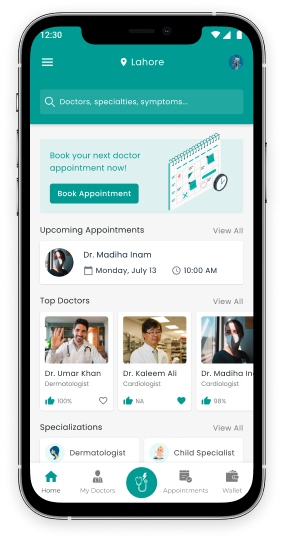 12:30
Lahore
Doctors, specialties, symptoms...
Book your next doctor
appointment now!
Book Appointment
Upcoming Appointments
View All
Dr. Madiha Inam
Monday, July 13
10:00 AM
Top Doctors
View All
Dr. Umar Khan
Dermatologist
100%
Dr. Kaleem Ali
Cardiologist
NA
Dr. Madiha In
Cardiologist
98%
Specializations
View All
Dermatologist
Child Specialist
Home
My Doctors
Appointments
Wallet